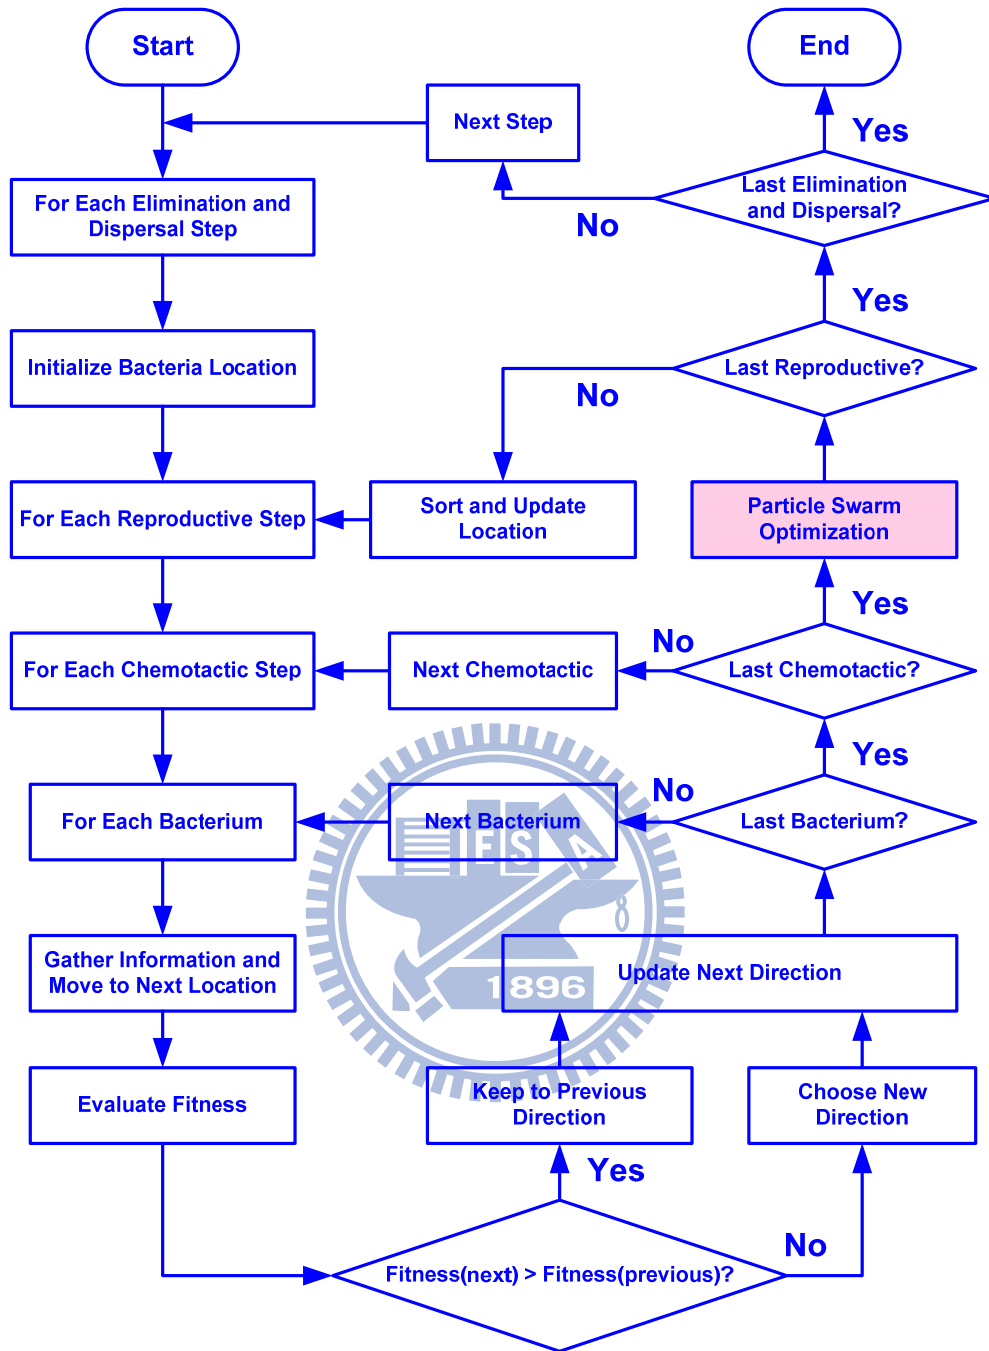 Start
End
Next Step
Yes
Last Elimination
and Dispersal?
For Each Elimination and
Dispersal Step
No
Yes
Initialize Bacteria Location
Last Reproductive?
No
For Each Reproductive Step
Sort and Update
Location
Particle Swarm
Optimization
Yes
For Each Chemotactic Step
Next Chemotactic
No
Last Chemotactic?
Yes
For Each Bacterium
Next Bacterium
No
Last Bacterium?
E S A
Gather Information and
Move to Next Location
Update Next Direction
1896
Evaluate Fitness
Keep to Previous
Direction
Choose New
Direction
Yes
No
Fitness(next) > Fitness(previous)?